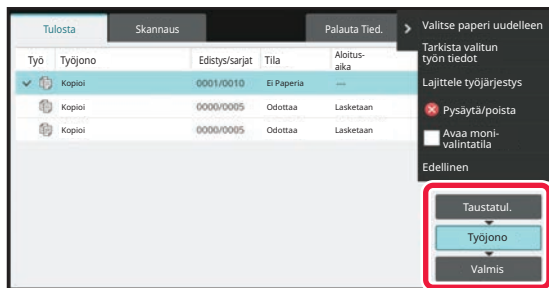 Tulosta
Skannaus
Palauta Tied.
Työ
Työjono
Edistys/sarjat
Tila
Aloitus-
aika
Kopioi
0001/0010
Ei Paperia
---
Kopioi
0000/0005
Odottaa
Lasketaan
Kopioi
0000/0005
Odottaa
Lasketaan
Valitse paperi uudelleen
Tarkista valitun
työn tiedot
Lajittele työjärjestys
Pysäytä/poista
Avaa moni-
valintatila
Edellinen
Taustatul.
Työjono
Valmis